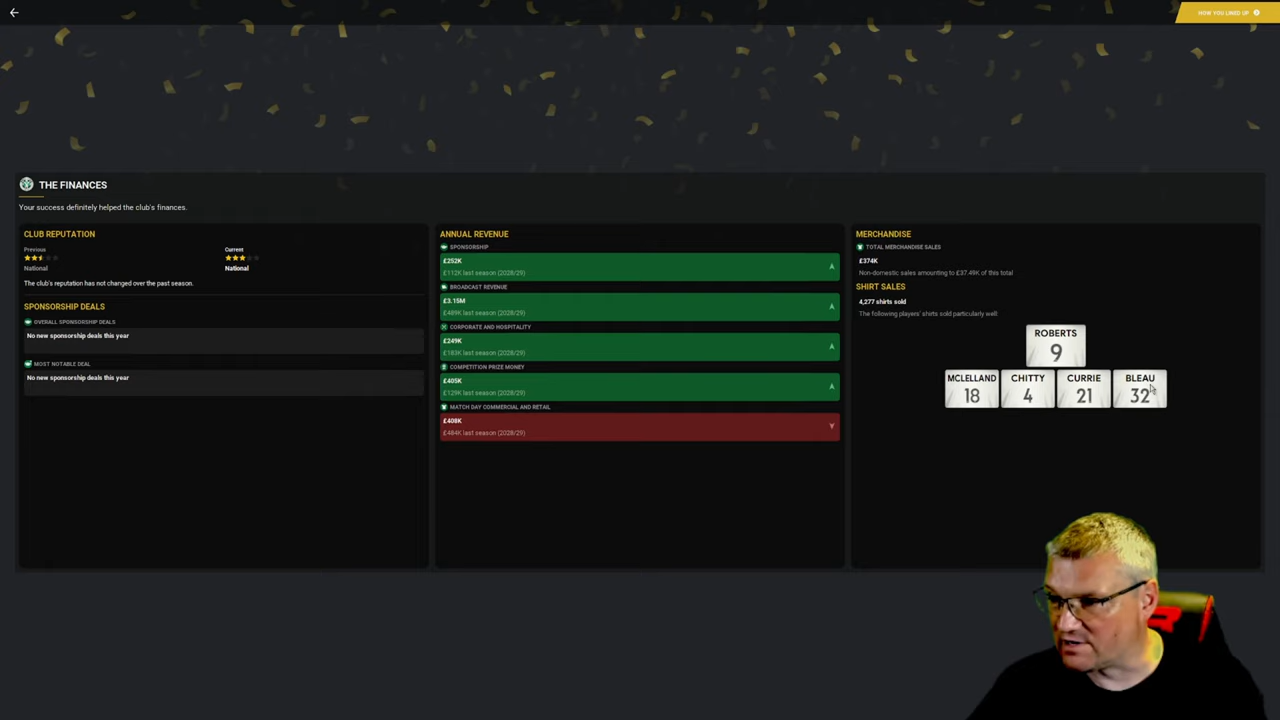 HOW YOU LINED UP
THE FINANCES
Your success definitely helped the club's finances.
CLUB REPUTATION
Previous
Current
National
National
The club's reputation has not changed over the past season.
SPONSORSHIP DEALS
OVERALL SPONSORSHIP DEALS
No new sponsorship deals this year
MOST NOTABLE DEAL
No new sponsorship deals this year
ANNUAL REVENUE
SPONSORSHIP
£252K
£112K last season (2028/29)
BROADCAST REVENUE
£3.15M
£489K last season (2028/29)
CORPORATE AND HOSPITALITY
£249K
£183K last season (2028/29)
COMPETITION PRIZE MONEY
£405K
£129K last season (2028/29)
MATCH DAY COMMERCIAL AND RETAIL
£408K
£484K last season (2028/29)
MERCHANDISE
TOTAL MERCHANDISE SALES
£374K
Non-domestic sales amounting to £37.49K of this total
SHIRT SALES
4,277 shirts sold
The following players' shirts sold particularly well:
ROBERTS
9
MCLELLAND CHITTY CURRIE BLEAU
18 4 21 32